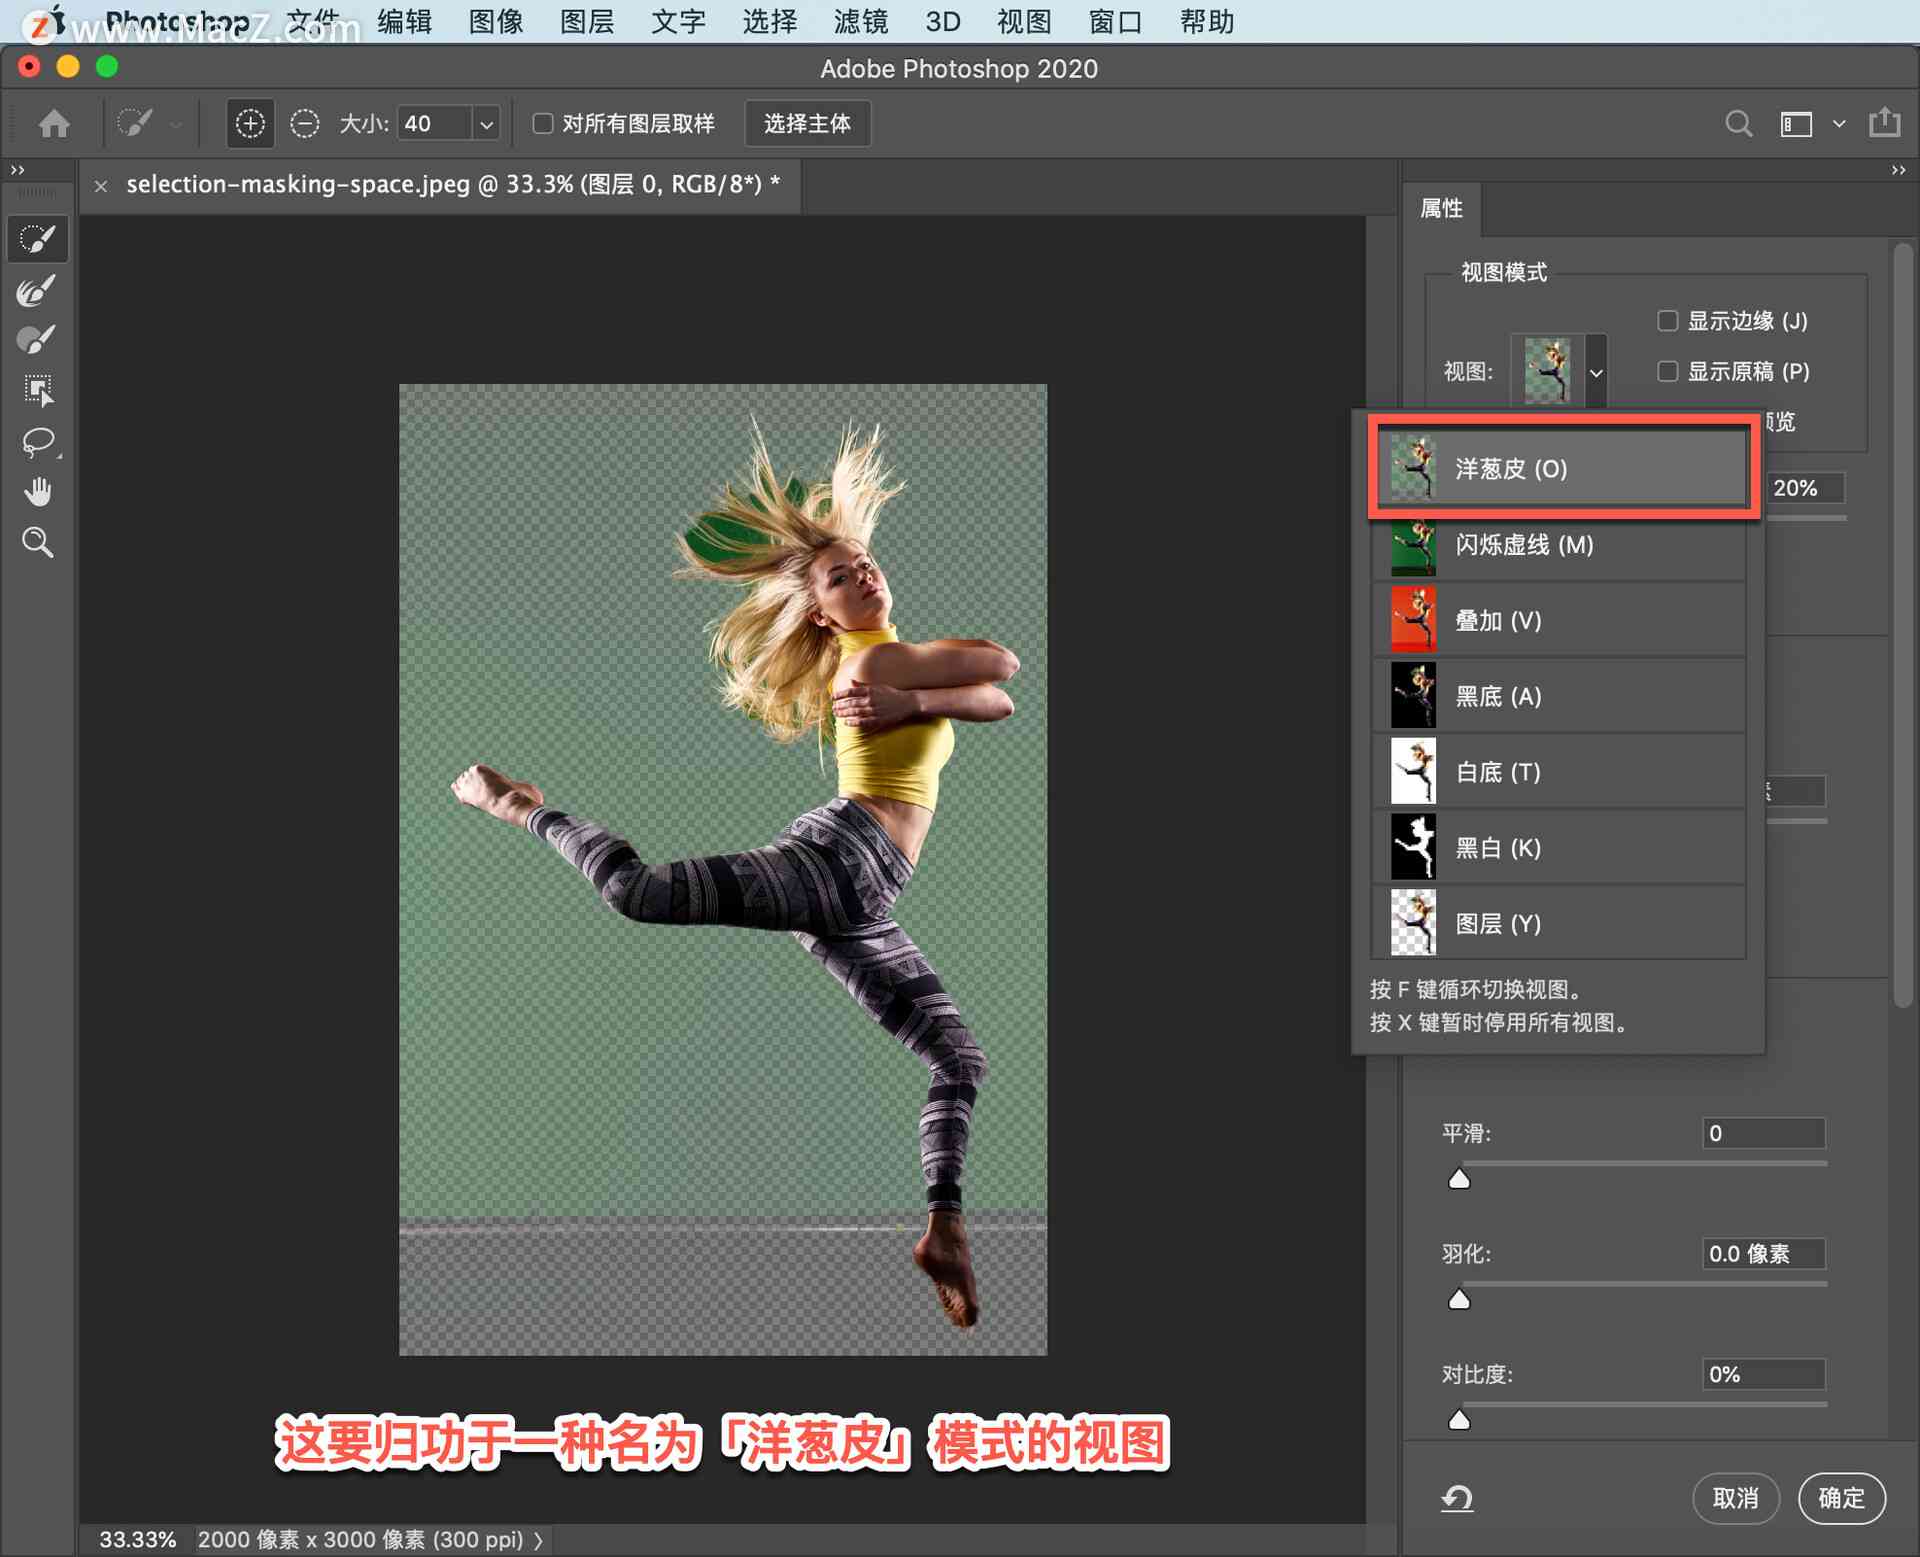 Photoshop 文件 编辑 图像 图层 文字 选择 滤镜 3D 视图 窗口 帮助
www.MacZ.com
Adobe Photoshop 2020
大小: 40 对所有图层取样 选择主体
selection-masking-space.jpeg @ 33.3% (图层 0, RGB/8*) *
属性
视图模式
显示边缘 (J)
视图:
显示原稿 (P)
预览
20%
洋葱皮 (O)
闪烁虚线 (M)
叠加 (V)
黑底 (A)
白底 (T)
黑白 (K)
图层 (Y)
按 F 键循环切换视图。
按 X 键暂时停用所有视图。
平滑: 0
羽化: 0.0 像素
对比度: 0%
这要归功于一种名为「洋葱皮」模式的视图
取消 确定
33.33% 2000 像素 x 3000 像素 (300 ppi)